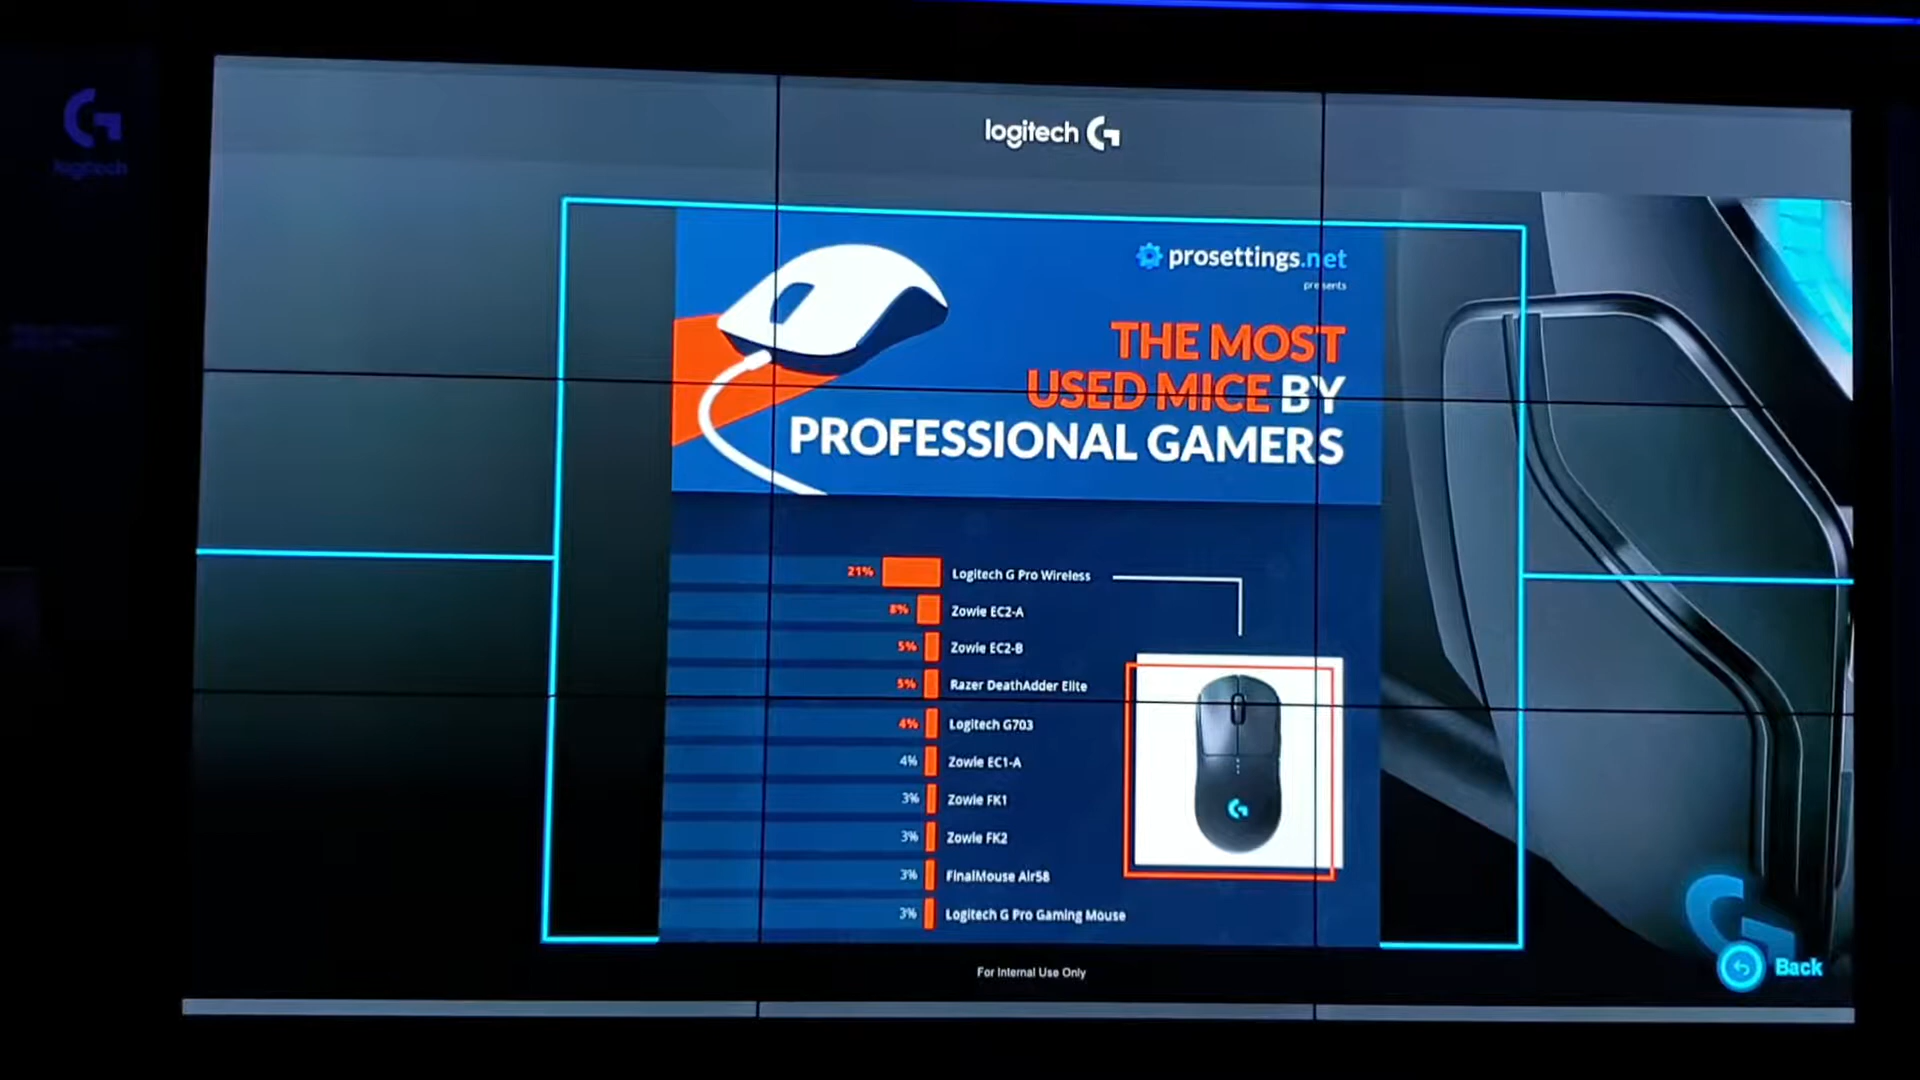 logitech G
logitech
prosettings.net
presents
THE MOST
USED MICE BY
PROFESSIONAL GAMERS
21% Logitech G Pro Wireless
8% Zowie EC2-A
5% Zowie EC2-B
5% Razer DeathAdder Elite
4% Logitech G703
4% Zowie EC1-A
3% Zowie FK1
3% Zowie FK2
3% FinalMouse Air58
3% Logitech G Pro Gaming Mouse
For Internal Use Only
Back